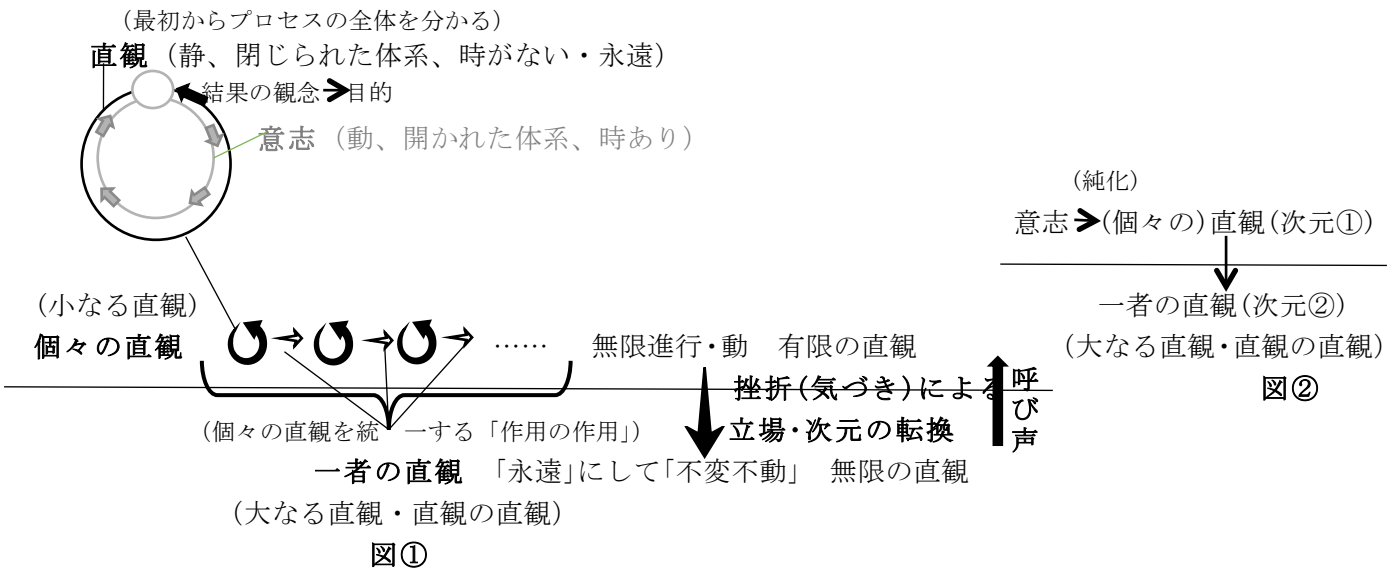 （最初からプロセスの全体を分かる）
直観（静、閉じられた体系、時がない・永遠）
結果の観念→目的
意志（動、開かれた体系、時あり）
（小なる直観）
個々の直観
……
無限進行・動 有限の直観
挫折(気づき)による
立場・次元の転換
呼び声
（個々の直観を統一する「作用の作用」）
一者の直観 「永遠」にして「不変不動」 無限の直観
（大なる直観・直観の直観）
図①
（純化）
意志→(個々の)直観(次元①)
一者の直観(次元②)
（大なる直観・直観の直観）
図②